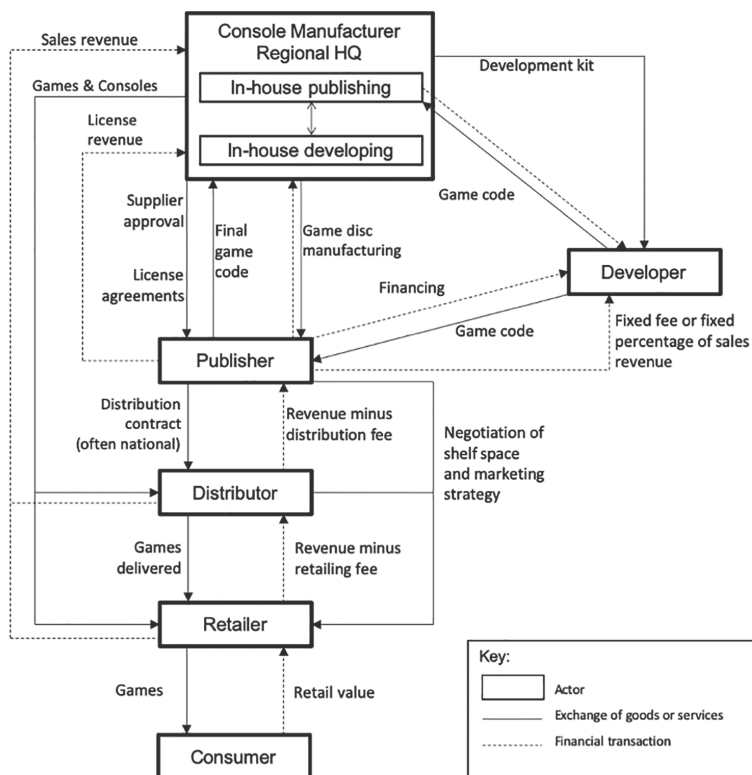 Sales revenue
Console Manufacturer
Regional HQ
Development kit
Games & Consoles
In-house publishing
License
revenue
In-house developing
Game code
Supplier
approval
Final
game
code
Game disc
manufacturing
License
agreements
Developer
Financing
Game code
Fixed fee or fixed
percentage of sales
revenue
Publisher
Distribution
contract
(often national)
Revenue minus
distribution fee
Negotiation of
shelf space
and marketing
strategy
Distributor
Games
delivered
Revenue minus
retailing fee
Retailer
Games
Retail value
Consumer
Key:
Actor
Exchange of goods or services
Financial transaction